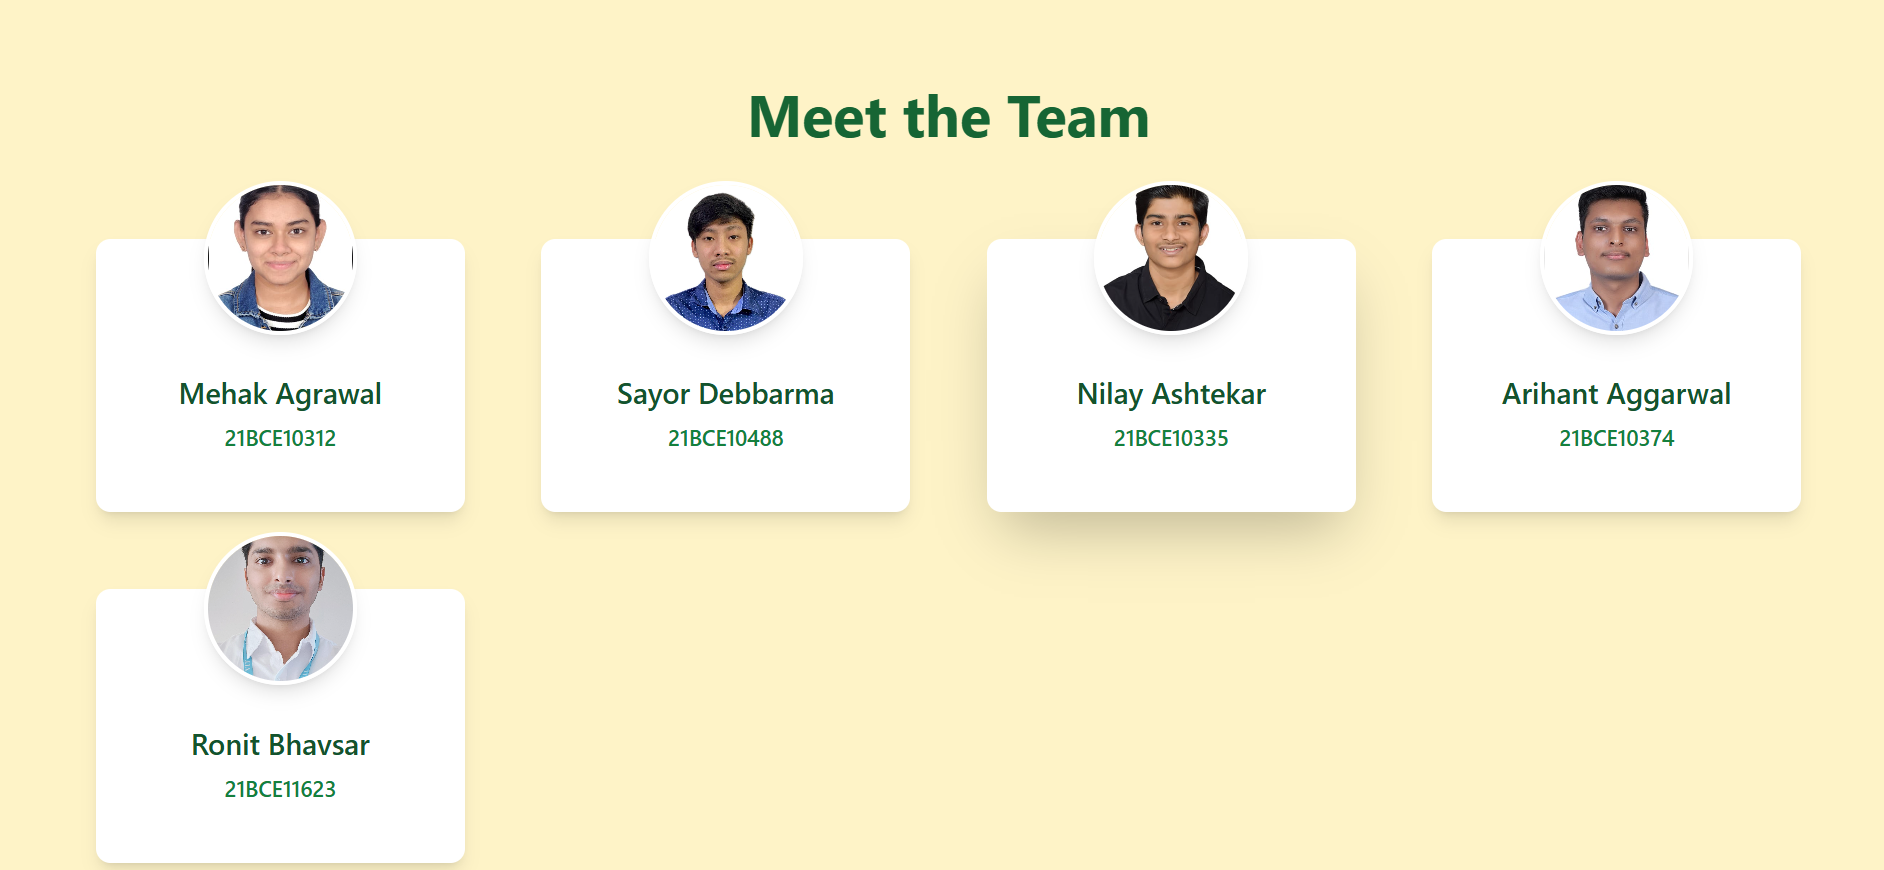 Meet the Team
Mehak Agrawal
21BCE10312
Sayor Debbarma
21BCE10488
Nilay Ashtekar
21BCE10335
Arihant Aggarwal
21BCE10374
Ronit Bhavsar
21BCE11623